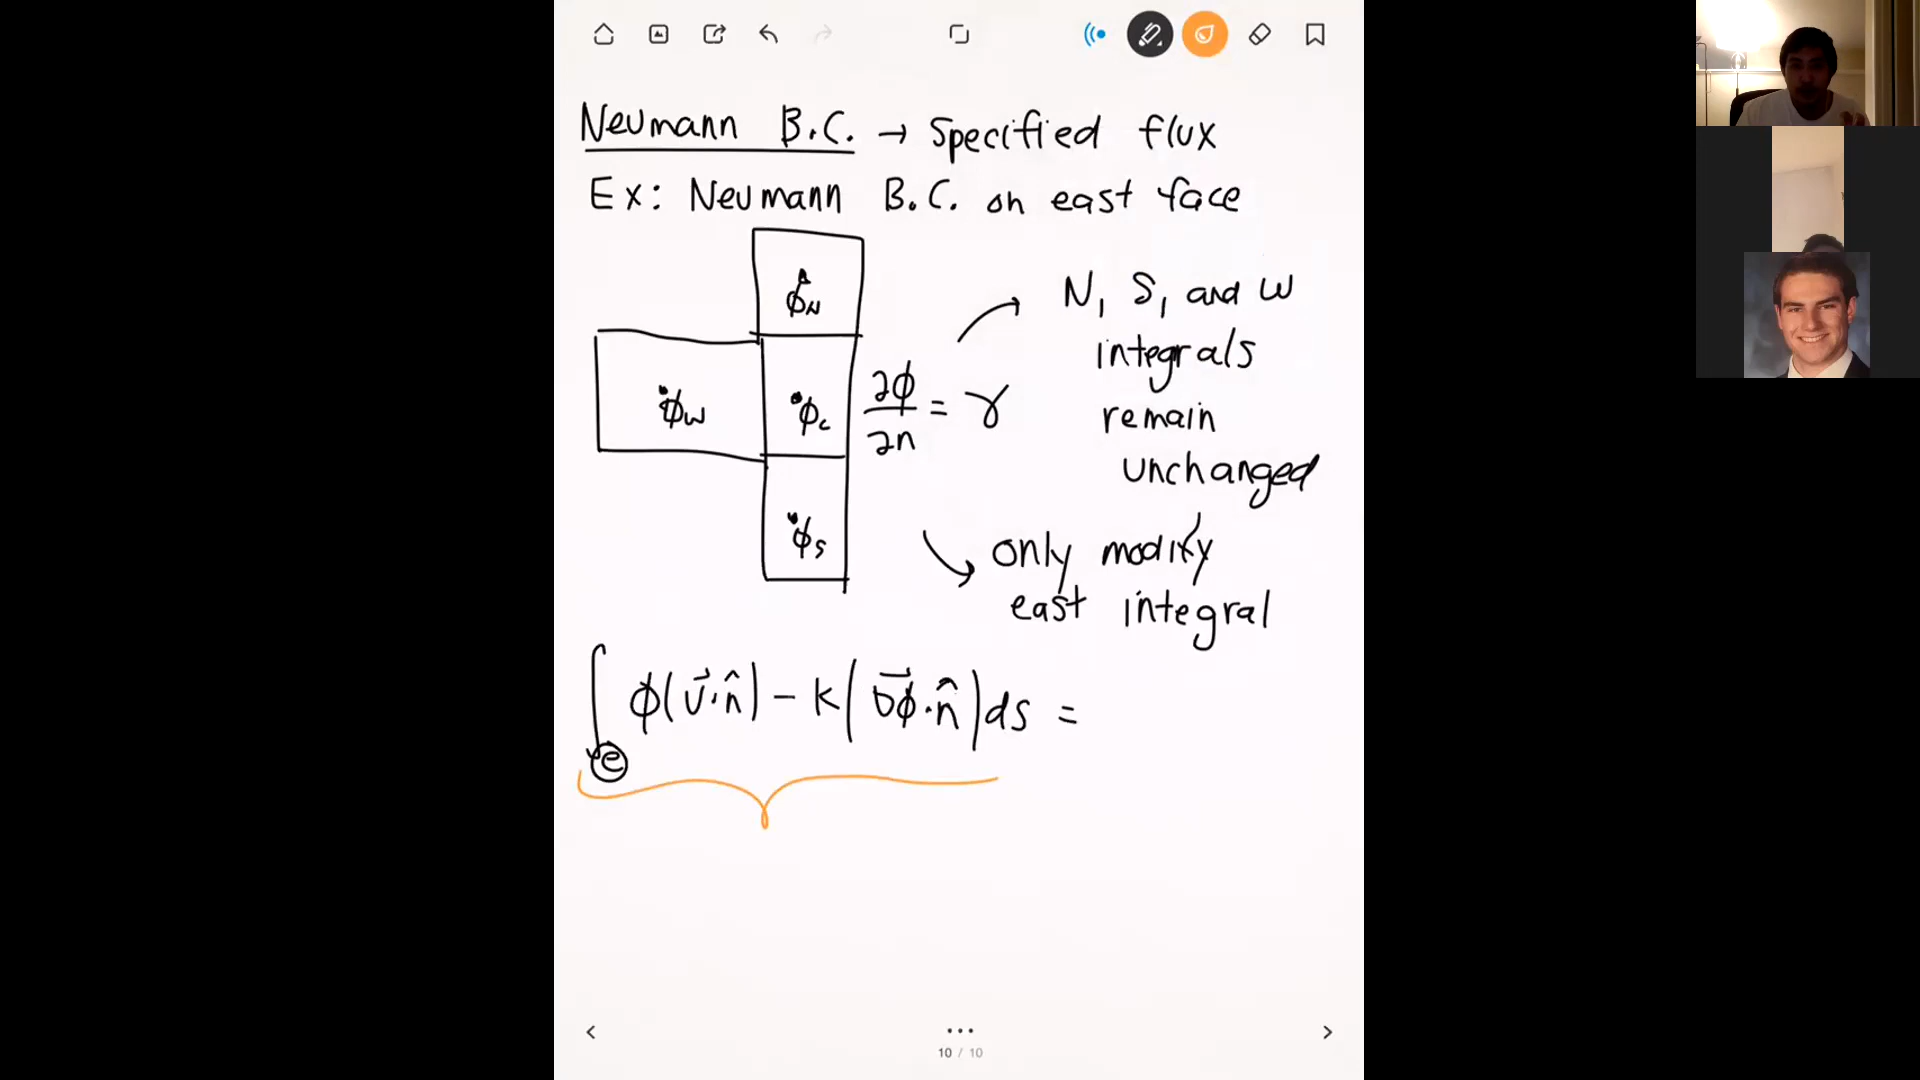 Neumann B.C. → Specified flux
Ex: Neumann B.C. on east face
ϕN
ϕW
ϕC
∂ϕ/∂n = γ
ϕS
N, S, and W
integrals
remain
unchanged
only modify
east integral
∫e ϕ(v⃗·n̂) − K(∇⃗ϕ·n̂)ds =
10 / 10